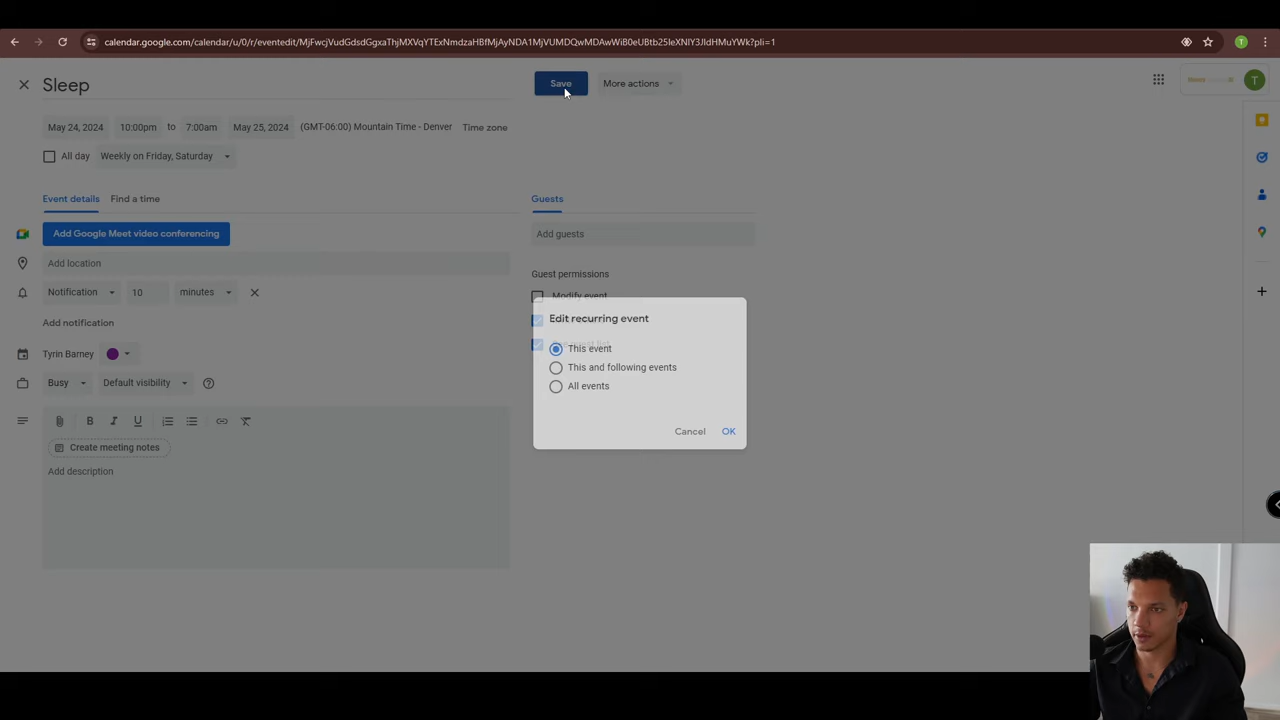 calendar.google.com/calendar/u/0/r/eventedit/MjFwcjVudGdsdGgxaThjMXVqYTExNmdzaHBfMjAyNDA1MjVUMDQwMDAwWiB0eUBtb25leXNlY3JldHMuYWk?pli=1
T
Sleep
Save
More actions
T
May 24, 2024 10:00pm to 7:00am May 25, 2024 (GMT-06:00) Mountain Time - Denver Time zone
All day Weekly on Friday, Saturday
Event details Find a time
Guests
Add Google Meet video conferencing
Add guests
Add location
Guest permissions
Notification 10 minutes
Modify event
Add notification
Edit recurring event
This event
This and following events
All events
Cancel OK
Tyrin Barney
Busy Default visibility
B I U
Create meeting notes
Add description